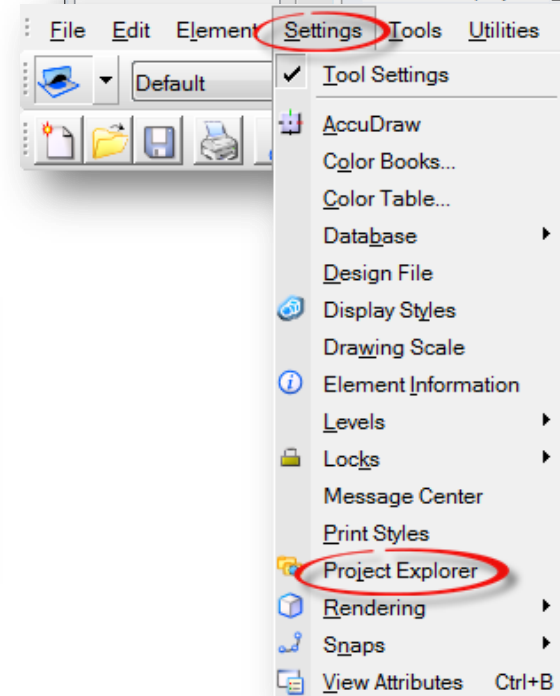 File Edit Element Settings Tools Utilities
Default
Tool Settings
AccuDraw
Color Books...
Color Table...
Database
Design File
Display Styles
Drawing Scale
Element Information
Levels
Locks
Message Center
Print Styles
Project Explorer
Rendering
Snaps
View Attributes Ctrl+B